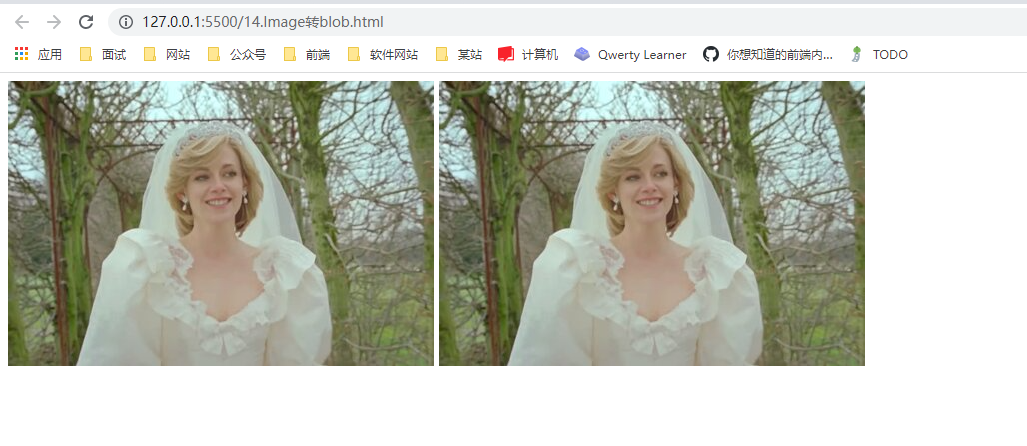 127.0.0.1:5500/14.Image转blob.html
应用 面试 网站 公众号 前端 软件网站 某站 计算机 Qwerty Learner 你想知道的前端内... TODO